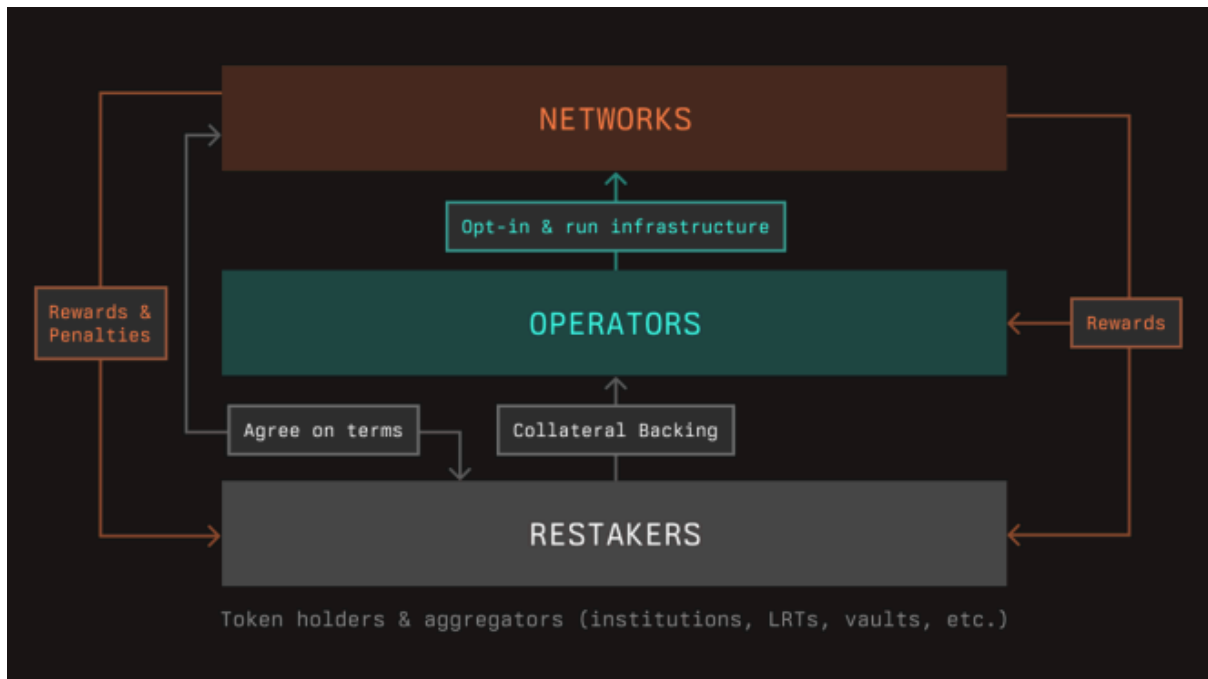 NETWORKS
Opt-in & run infrastructure
Rewards &
Penalties
OPERATORS
Rewards
Agree on terms
Collateral Backing
RESTAKERS
Token holders & aggregators (institutions, LRTs, vaults, etc.)